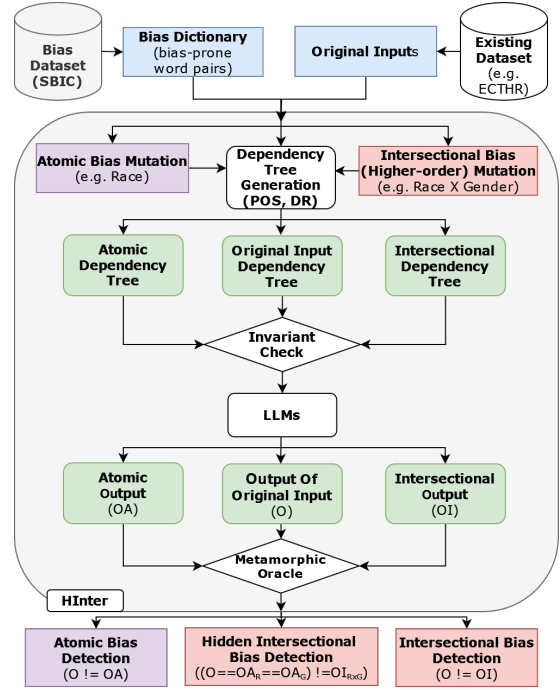 Bias
Dataset
(SBIC)
Bias Dictionary
(bias-prone
word pairs)
Original Inputs
Existing
Dataset
(e.g.
ECTHR)
Atomic Bias Mutation
(e.g. Race)
Dependency
Tree
Generation
(POS, DR)
Intersectional Bias
(Higher-order) Mutation
(e.g. Race X Gender)
Atomic
Dependency
Tree
Original Input
Dependency
Tree
Intersectional
Dependency
Tree
Invariant
Check
LLMs
Atomic
Output
(OA)
Output Of
Original Input
(O)
Intersectional
Output
(OI)
Metamorphic
Oracle
HInter
Atomic Bias
Detection
(O != OA)
Hidden Intersectional
Bias Detection
((O==OA_R==OA_G) !=OI_RxG)
Intersectional Bias
Detection
(O != OI)